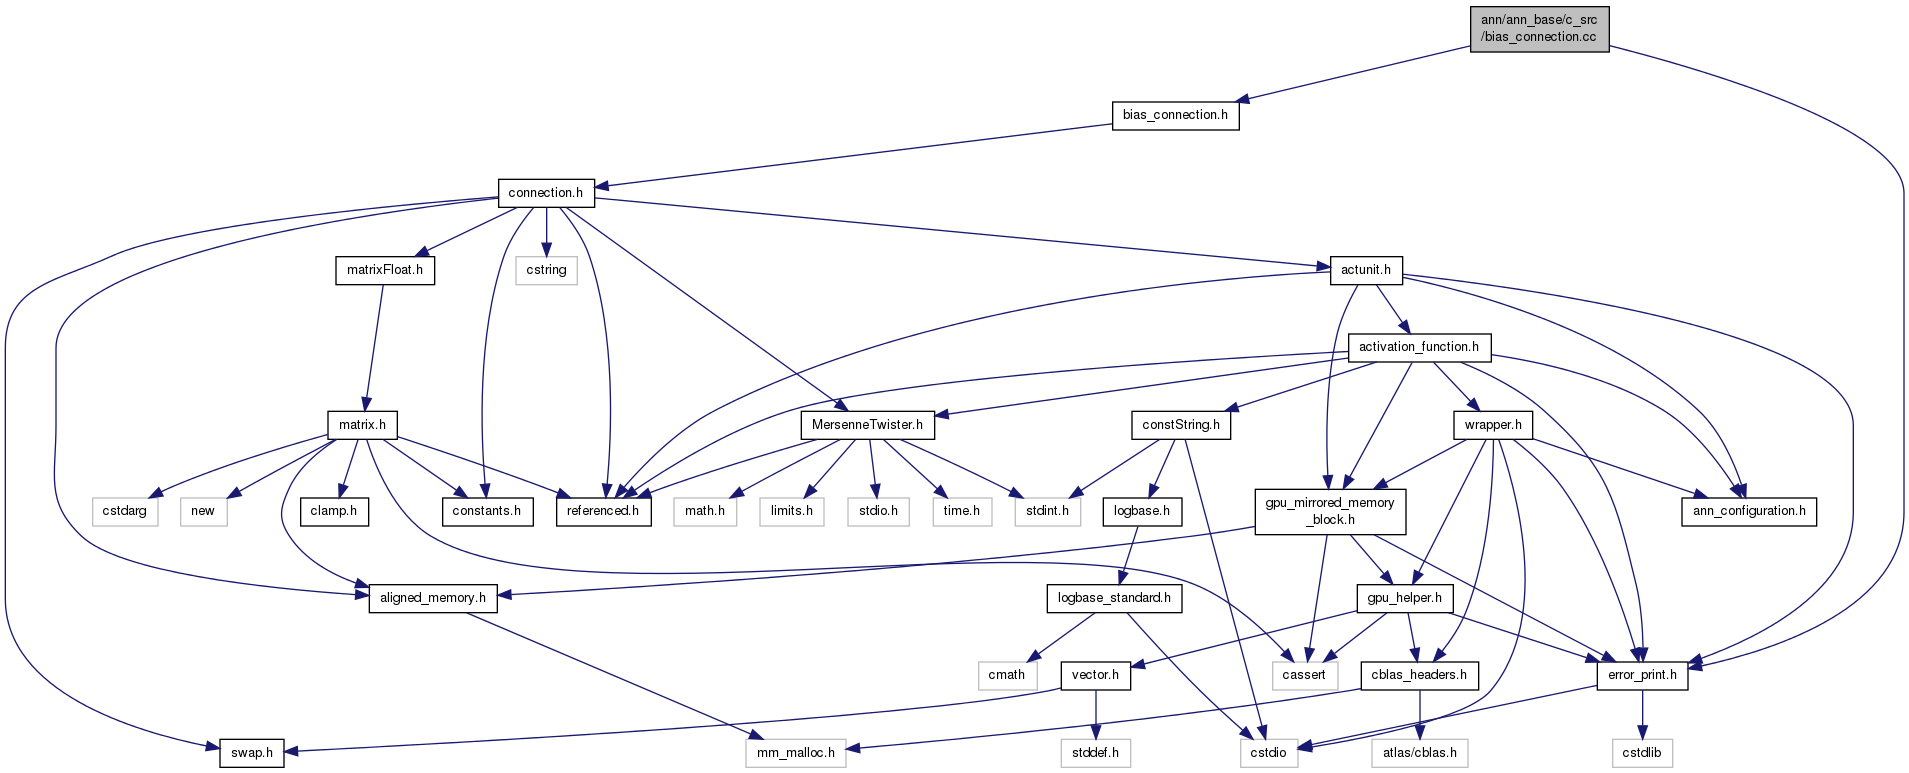 ann/ann_base/c_src
/bias_connection.cc
bias_connection.h
connection.h
matrixFloat.h
cstring
actunit.h
activation_function.h
matrix.h
MersenneTwister.h
constString.h
wrapper.h
cstdarg
new
clamp.h
constants.h
referenced.h
math.h
limits.h
stdio.h
time.h
stdint.h
logbase.h
gpu_mirrored_memory
_block.h
ann_configuration.h
aligned_memory.h
logbase_standard.h
gpu_helper.h
cmath
vector.h
cassert
cblas_headers.h
error_print.h
swap.h
mm_malloc.h
stddef.h
cstdio
atlas/cblas.h
cstdlib